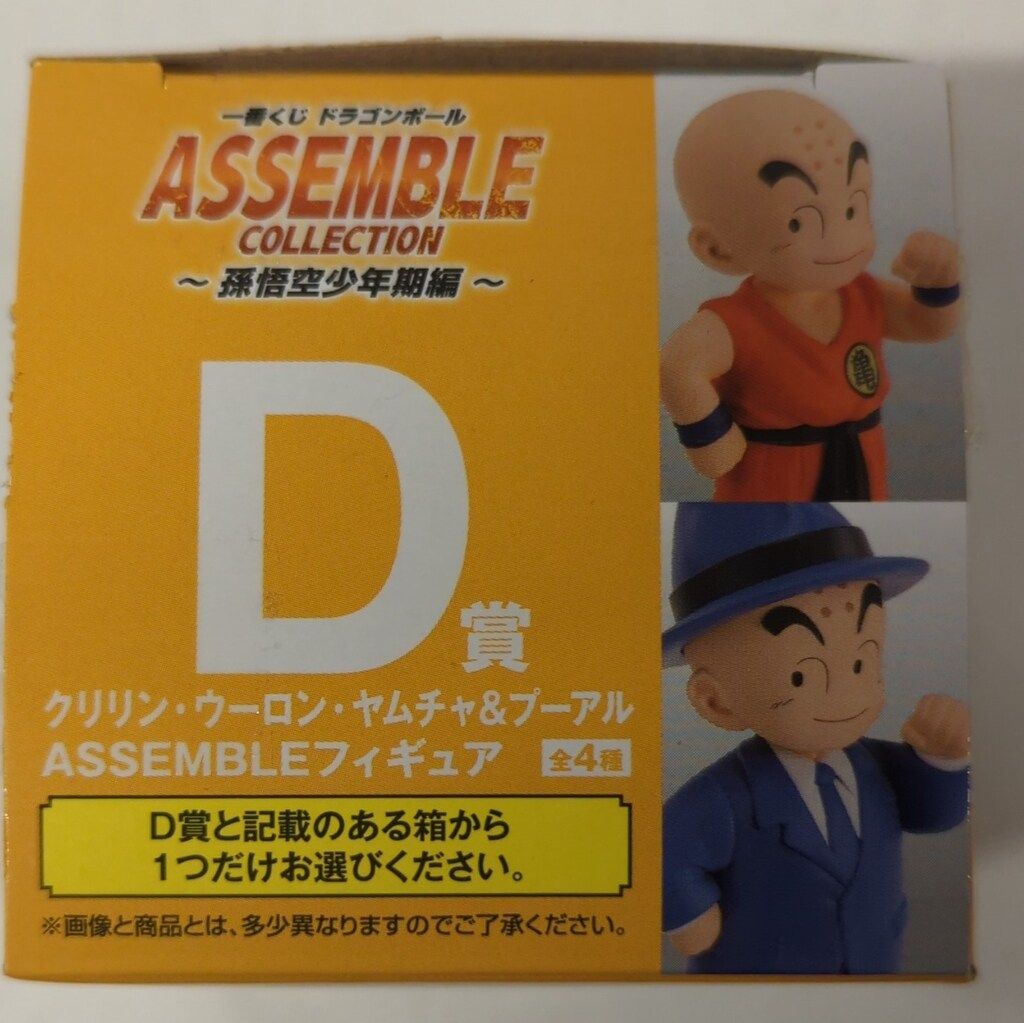 一番くじ ドラゴンボール
ASSEMBLE
COLLECTION
～孫悟空少年期編～
D賞
クリリン・ウーロン・ヤムチャ&プーアル
ASSEMBLEフィギュア 全4種
D賞と記載のある箱から
1つだけお選びください。
※画像と商品とは、多少異なりますのでご了承ください。
亀